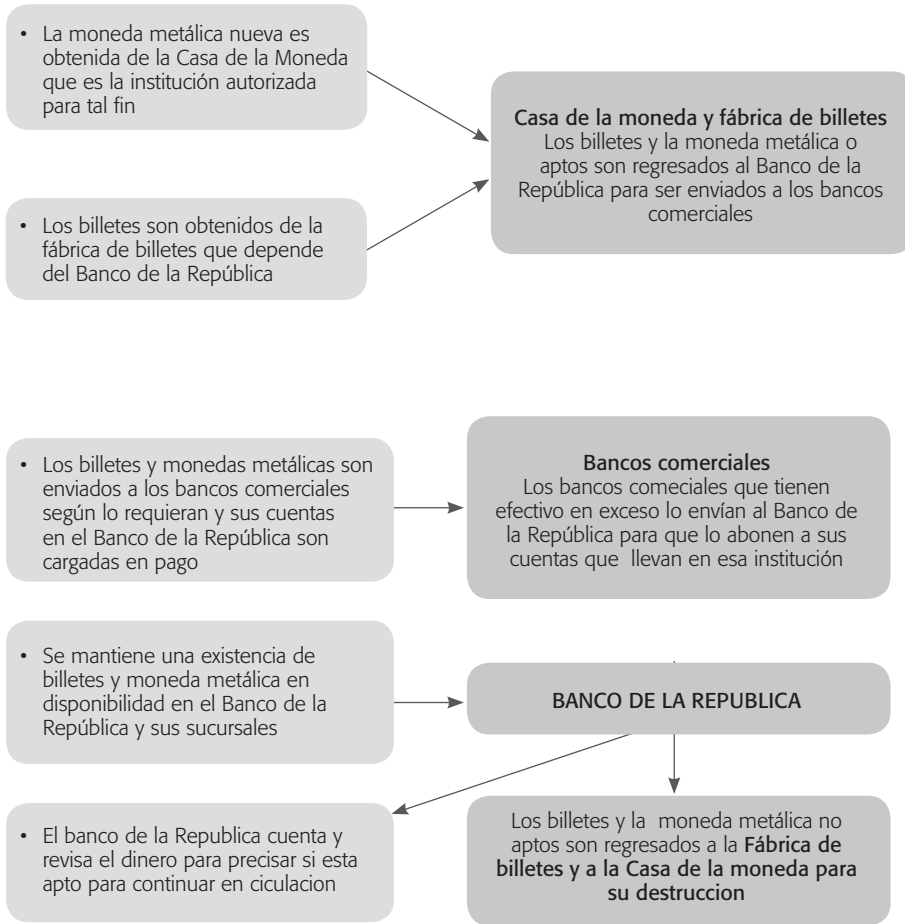 • La moneda metálica nueva es
obtenida de la Casa de la Moneda
que es la institución autorizada
para tal fin
Casa de la moneda y fábrica de billetes
Los billetes y la moneda metálica o
aptos son regresados al Banco de la
República para ser enviados a los bancos
comerciales
• Los billetes son obtenidos de la
fábrica de billetes que depende
del Banco de la República
• Los billetes y monedas metálicas son
enviados a los bancos comerciales
según lo requieran y sus cuentas
en el Banco de la República son
cargadas en pago
Bancos comerciales
Los bancos comeciales que tienen
efectivo en exceso lo envían al Banco de
la República para que lo abonen a sus
cuentas que llevan en esa institución
• Se mantiene una existencia de
billetes y moneda metálica en
disponibilidad en el Banco de la
República y sus sucursales
BANCO DE LA REPUBLICA
• El banco de la Republica cuenta y
revisa el dinero para precisar si esta
apto para continuar en ciculacion
Los billetes y la moneda metálica no
aptos son regresados a la Fábrica de
billetes y a la Casa de la moneda para
su destruccion